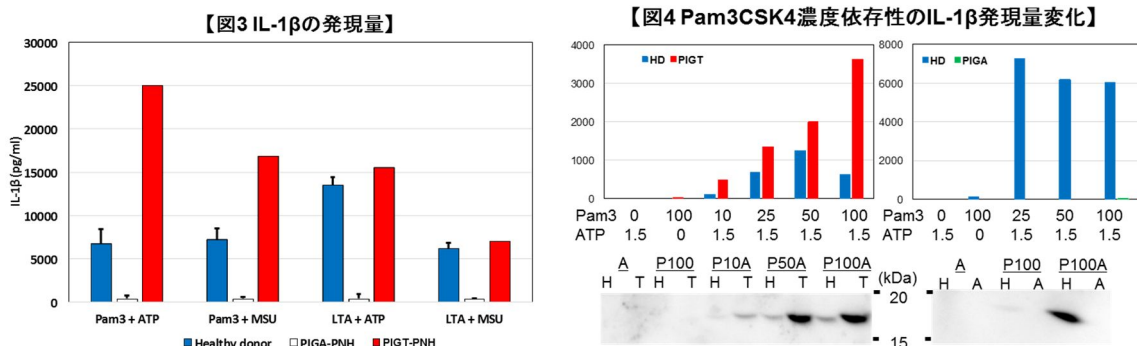 【図3 IL-1βの発現量】
30000
25000
20000
15000
10000
5000
0
IL-1β (pg/ml)
Pam3 + ATP
Pam3 + MSU
LTA + ATP
LTA + MSU
Healthy donor
PIGA-PNH
PIGT-PNH
【図4 Pam3CSK4濃度依存性のIL-1β発現量変化】
4000
3000
2000
1000
0
HD PIGT
Pam3 0 100 10 25 50 100
ATP 1.5 0 1.5 1.5 1.5 1.5
8000
6000
4000
2000
0
HD PIGA
0 100 25 50 100
1.5 0 1.5 1.5 1.5
A P100 P10A P50A P100A
H T H T H T H T H T
(kDa)
20
15
A P100 P100A
H A H A H A